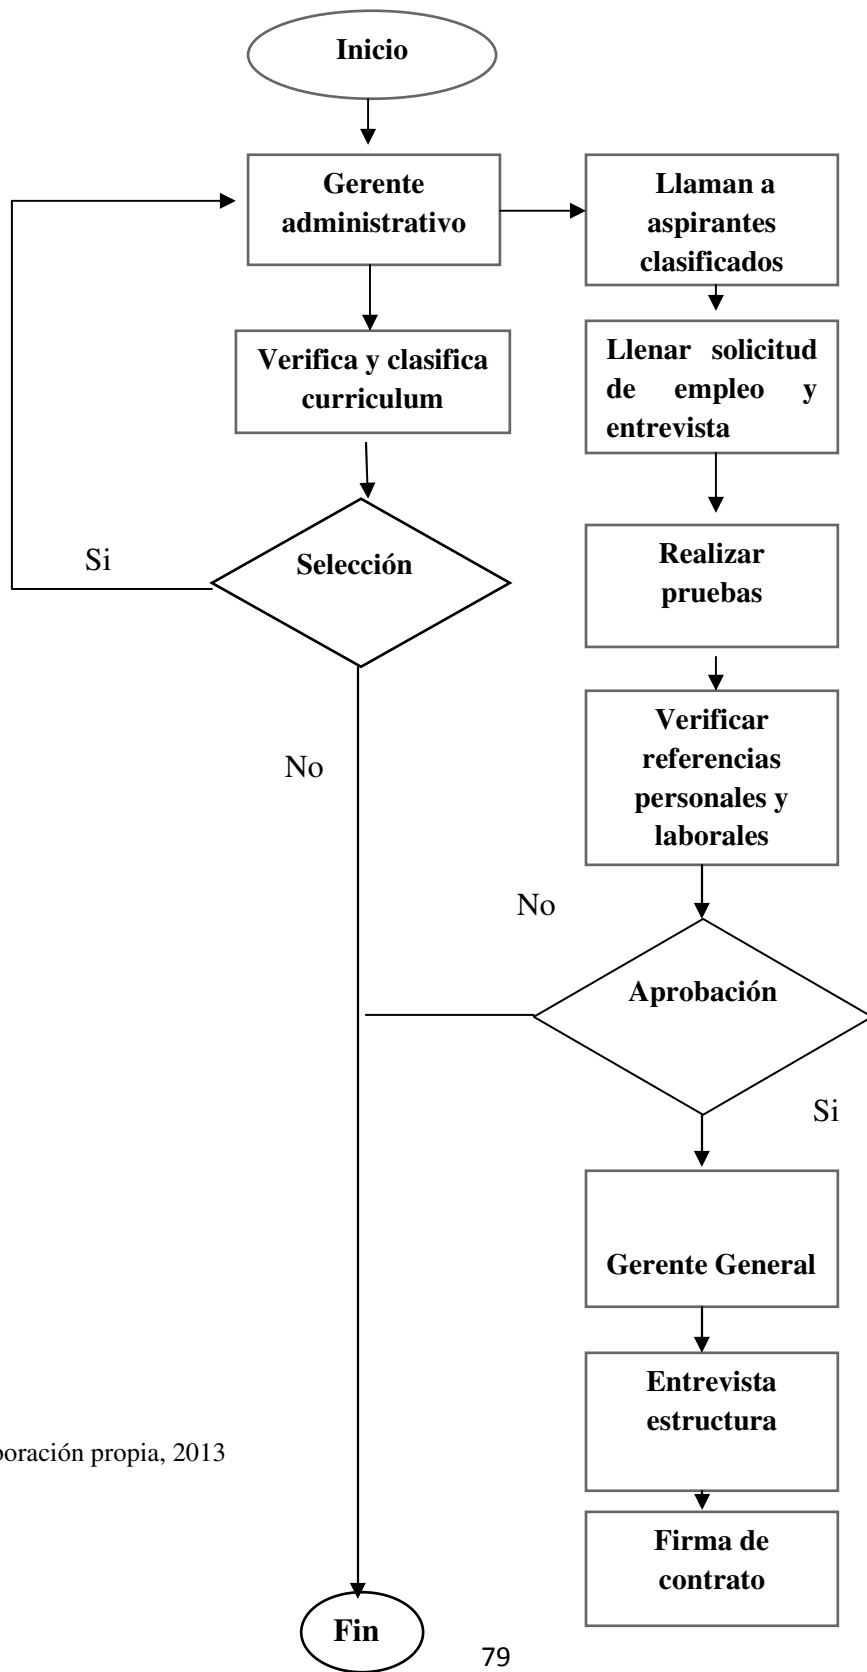 Inicio
Gerente
administrativo
Llaman a
aspirantes
clasificados
Verifica y clasifica
curriculum
Llenar solicitud
de empleo y
entrevista
Selección
Si
No
Realizar
pruebas
Verificar
referencias
personales y
laborales
No
Aprobación
Si
Gerente General
Entrevista
estructura
Firma de
contrato
boración propia, 2013
Fin
79